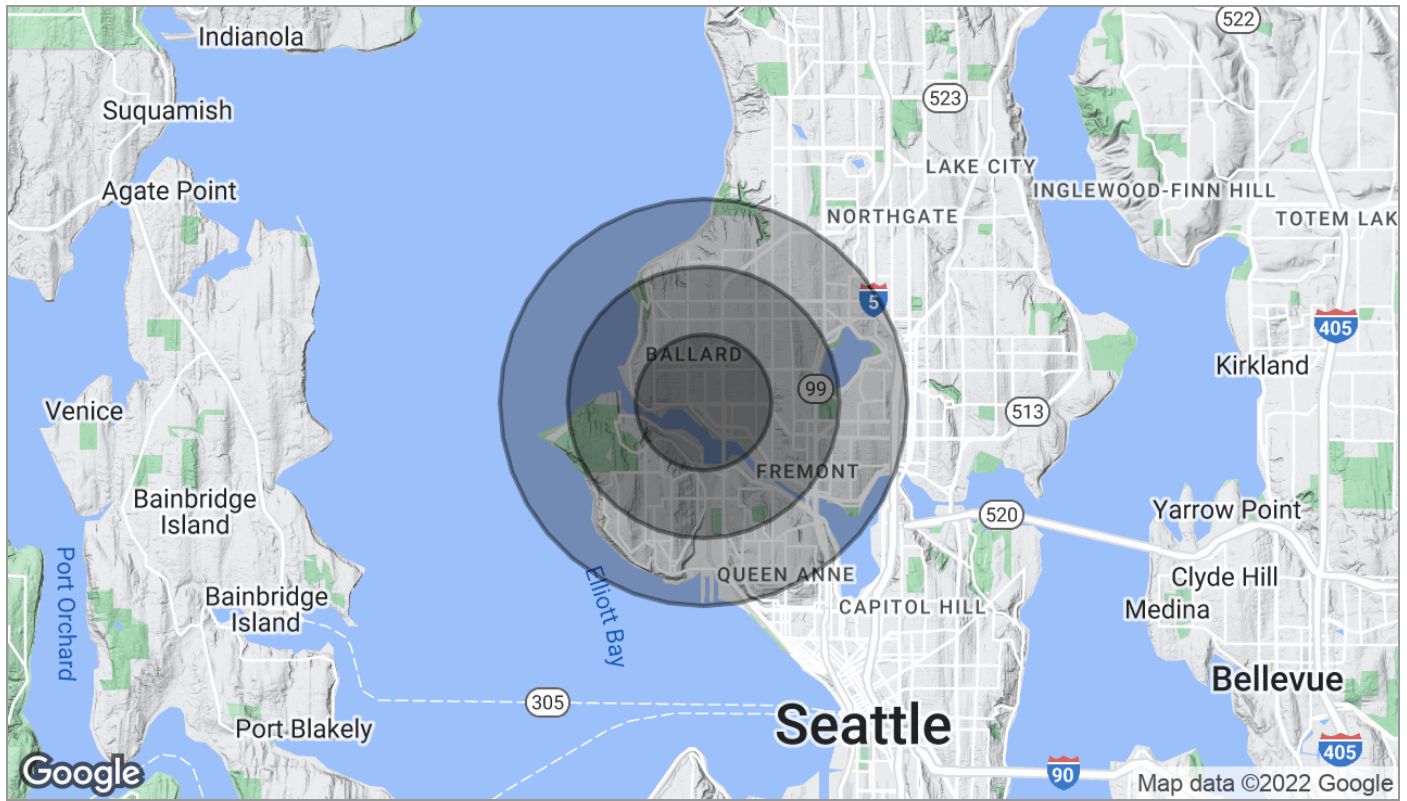 522
Indianola
Suquamish
523
LAKE CITY
Agate Point
INGLEWOOD-FINN HILL
NORTHGATE
TOTEM LAK
5
405
BALLARD
Kirkland
99
Venice
513
FREMONT
Bainbridge
Island
Yarrow Point
520
Port Orchard
Elliott Bay
QUEEN ANNE
Clyde Hill
Bainbridge
Island
CAPITOL HILL
Medina
Bellevue
305
Port Blakely
Seattle
405
90
Google
Map data ©2022 Google